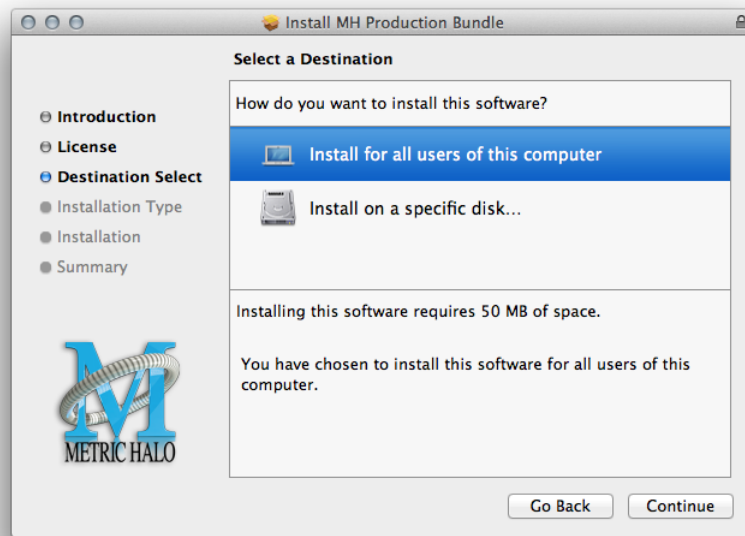 Install MH Production Bundle
Select a Destination
Introduction
License
Destination Select
Installation Type
Installation
Summary
How do you want to install this software?
Install for all users of this computer
Install on a specific disk...
Installing this software requires 50 MB of space.
You have chosen to install this software for all users of this
computer.
M
METRIC HALO
Go Back
Continue